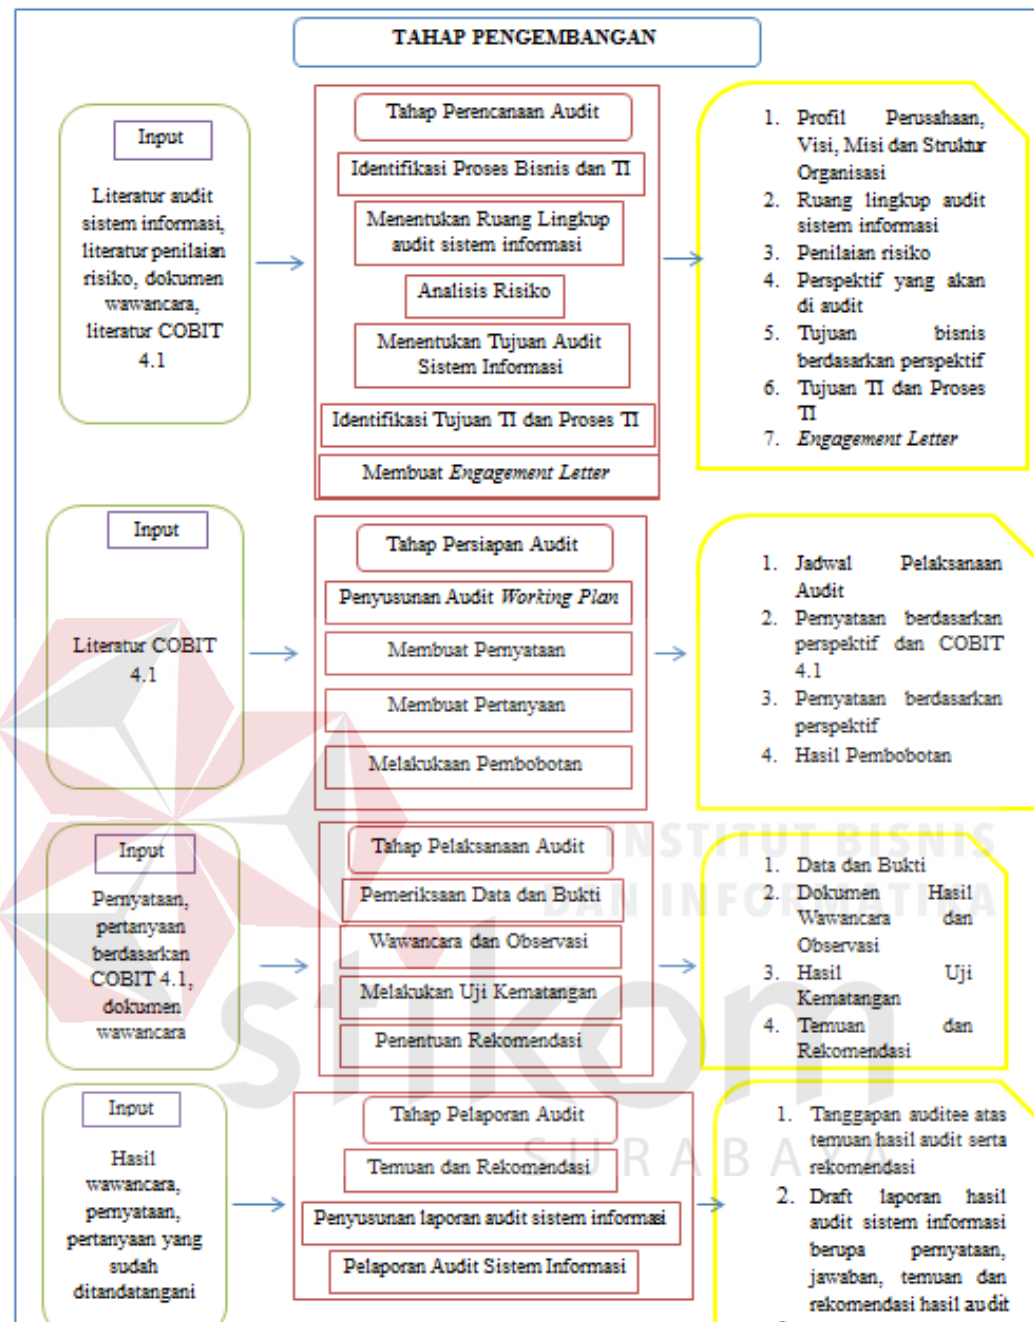 TAHAP PENGEMBANGAN
Input
Literatur audit
sistem informasi,
literatur penilaian
risiko, dokumen
wawancara,
literatur COBIT
4.1
Tahap Perencanaan Audit
Identifikasi Proses Bisnis dan TI
Menentukan Ruang Lingkup
audit sistem informasi
Analisis Risiko
Menentukan Tujuan Audit
Sistem Informasi
Identifikasi Tujuan TI dan Proses TI
Membuat Engagement Letter
1. Profil Perusahaan,
Visi, Misi dan Struktur
Organisasi
2. Ruang lingkup audit
sistem informasi
3. Penilaian risiko
4. Perspektif yang akan
di audit
5. Tujuan bisnis
berdasarkan perspektif
6. Tujuan TI dan Proses
TI
7. Engagement Letter
Input
Literatur COBIT
4.1
Tahap Persiapan Audit
Penyusunan Audit Working Plan
Membuat Pernyataan
Membuat Pertanyaan
Melakukaan Pembobotan
1. Jadwal Pelaksanaan
Audit
2. Pernyataan berdasarkan
perspektif dan COBIT
4.1
3. Pernyataan berdasarkan
perspektif
4. Hasil Pembobotan
Input
Pernyataan,
pertanyaan
berdasarkan
COBIT 4.1,
dokumen
wawancara
Tahap Pelaksanaan Audit
Pemeriksaan Data dan Bukti
Wawancara dan Observasi
Melakukan Uji Kematangan
Penentuan Rekomendasi
1. Data dan Bukti
2. Dokumen Hasil
Wawancara dan
Observasi
3. Hasil Uji
Kematangan
4. Temuan dan
Rekomendasi
Input
Hasil
wawancara,
pernyataan,
pertanyaan yang
sudah
ditandatangani
Tahap Pelaporan Audit
Temuan dan Rekomendasi
Penyusunan laporan audit sistem informasi
Pelaporan Audit Sistem Informasi
1. Tanggapan auditee atas
temuan hasil audit serta
rekomendasi
2. Draft laporan hasil
audit sistem informasi
berupa pernyataan,
jawaban, temuan dan
rekomendasi hasil audit
INSTITUT BISNIS
DAN INFORMATIKA
stikom
SURABAYA